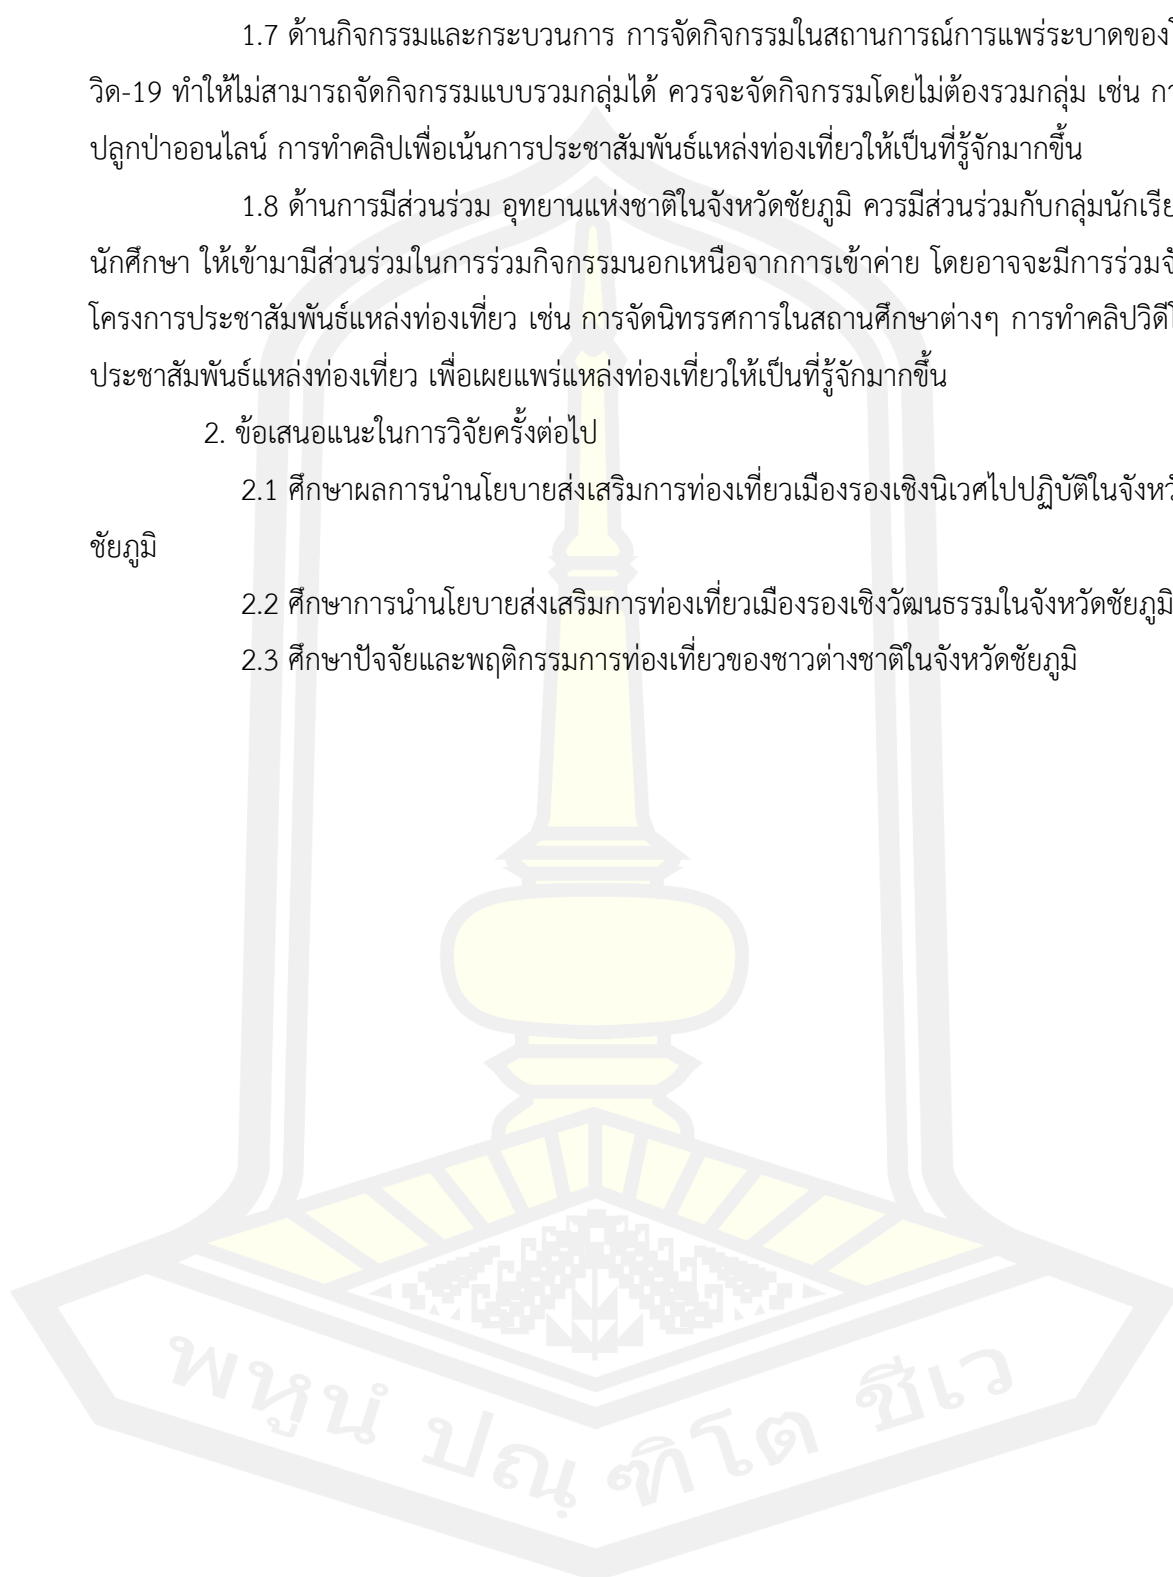 1.7 ด้านกิจกรรมและกระบวนการ การจัดกิจกรรมในสถานการณ์การแพร่ระบาดของ
วิด-19 ทำให้ไม่สามารถจัดกิจกรรมแบบรวมกลุ่มได้ ควรจะจัดกิจกรรมโดยไม่ต้องรวมกลุ่ม เช่น
ปลูกป่าออนไลน์ การทำคลิปเพื่อเน้นการประชาสัมพันธ์แหล่งท่องเที่ยวให้เป็นที่รู้จักมากขึ้น
1.8 ด้านการมีส่วนร่วม อุทยานแห่งชาติในจังหวัดชัยภูมิ ควรมีส่วนร่วมกับกลุ่มนักเรีย
นักศึกษา ให้เข้ามามีส่วนร่วมในการร่วมกิจกรรมนอกเหนือจากการเข้าค่าย โดยอาจจะมีการร่วมจ
โครงการประชาสัมพันธ์แหล่งท่องเที่ยว เช่น การจัดนิทรรศการในสถานศึกษาต่างๆ การทำคลิปวิดี
ประชาสัมพันธ์แหล่งท่องเที่ยว เพื่อเผยแพร่แหล่งท่องเที่ยวให้เป็นที่รู้จักมากขึ้น
2. ข้อเสนอแนะในการวิจัยครั้งต่อไป
2.1 ศึกษาผลการนำนโยบายส่งเสริมการท่องเที่ยวเมืองรองเชิงนิเวศไปปฏิบัติในจังหว
ชัยภูมิ
2.2 ศึกษาการนำนโยบายส่งเสริมการท่องเที่ยวเมืองรองเชิงวัฒนธรรมในจังหวัดชัยภูมิ
2.3 ศึกษาปัจจัยและพฤติกรรมการท่องเที่ยวของชาวต่างชาติในจังหวัดชัยภูมิ
พหูนํ ปณฺฑิโต ชีเว